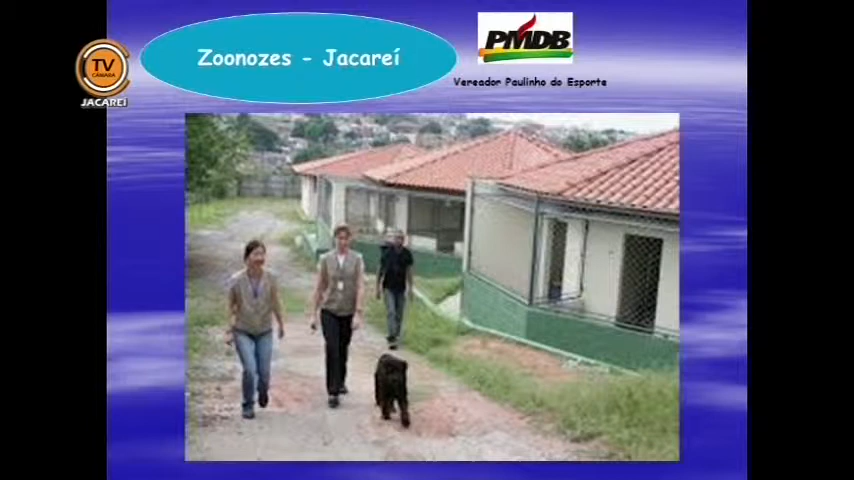 Zoonozes - Jacareí
PMDB
Vereador Paulinho do Esporte
TV
CÂMARA
JACAREÍ